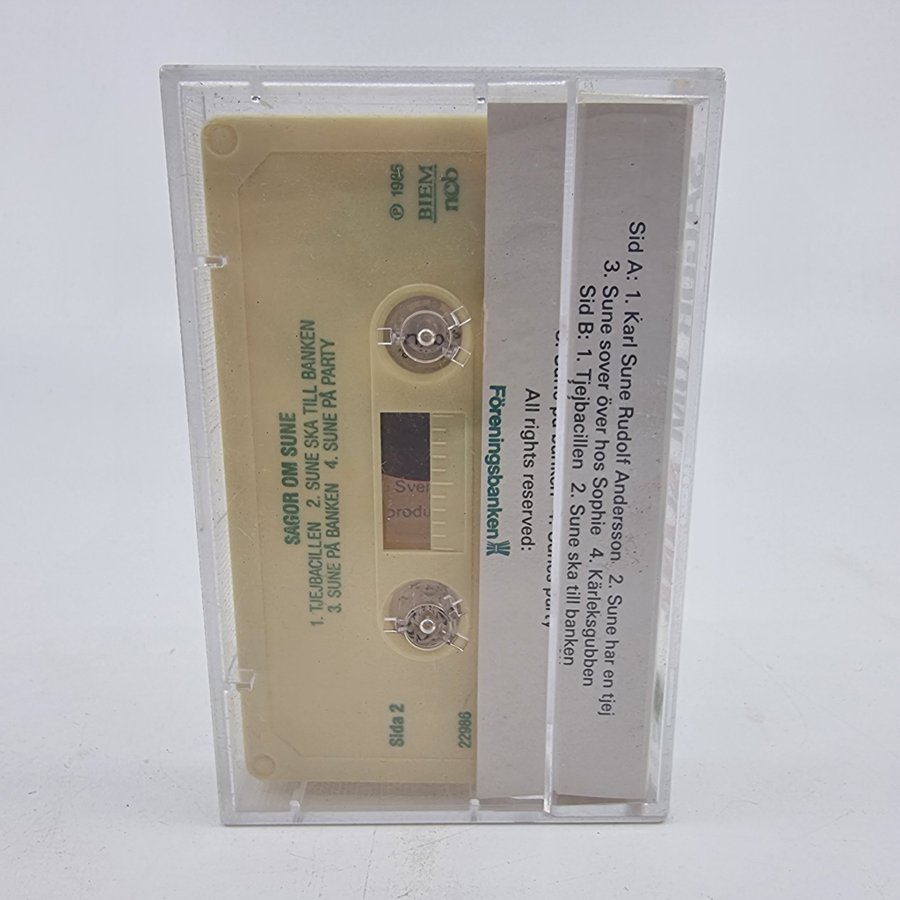 SAGOR OM SUNE
1. TJEJBACILLEN 2. SUNE SKA TILL BANKEN
3. SUNE PÅ BANKEN 4. SUNE PÅ PARTY
℗ 1985
BIEM
ncb
Sida 2
22986
Sid A: 1. Karl Sune Rudolf Andersson 2. Sune har en tjej
3. Sune sover över hos Sophie 4. Kärleksgubben
Sid B: 1. Tjejbacillen 2. Sune ska till banken
All rights reserved:
Föreningsbanken